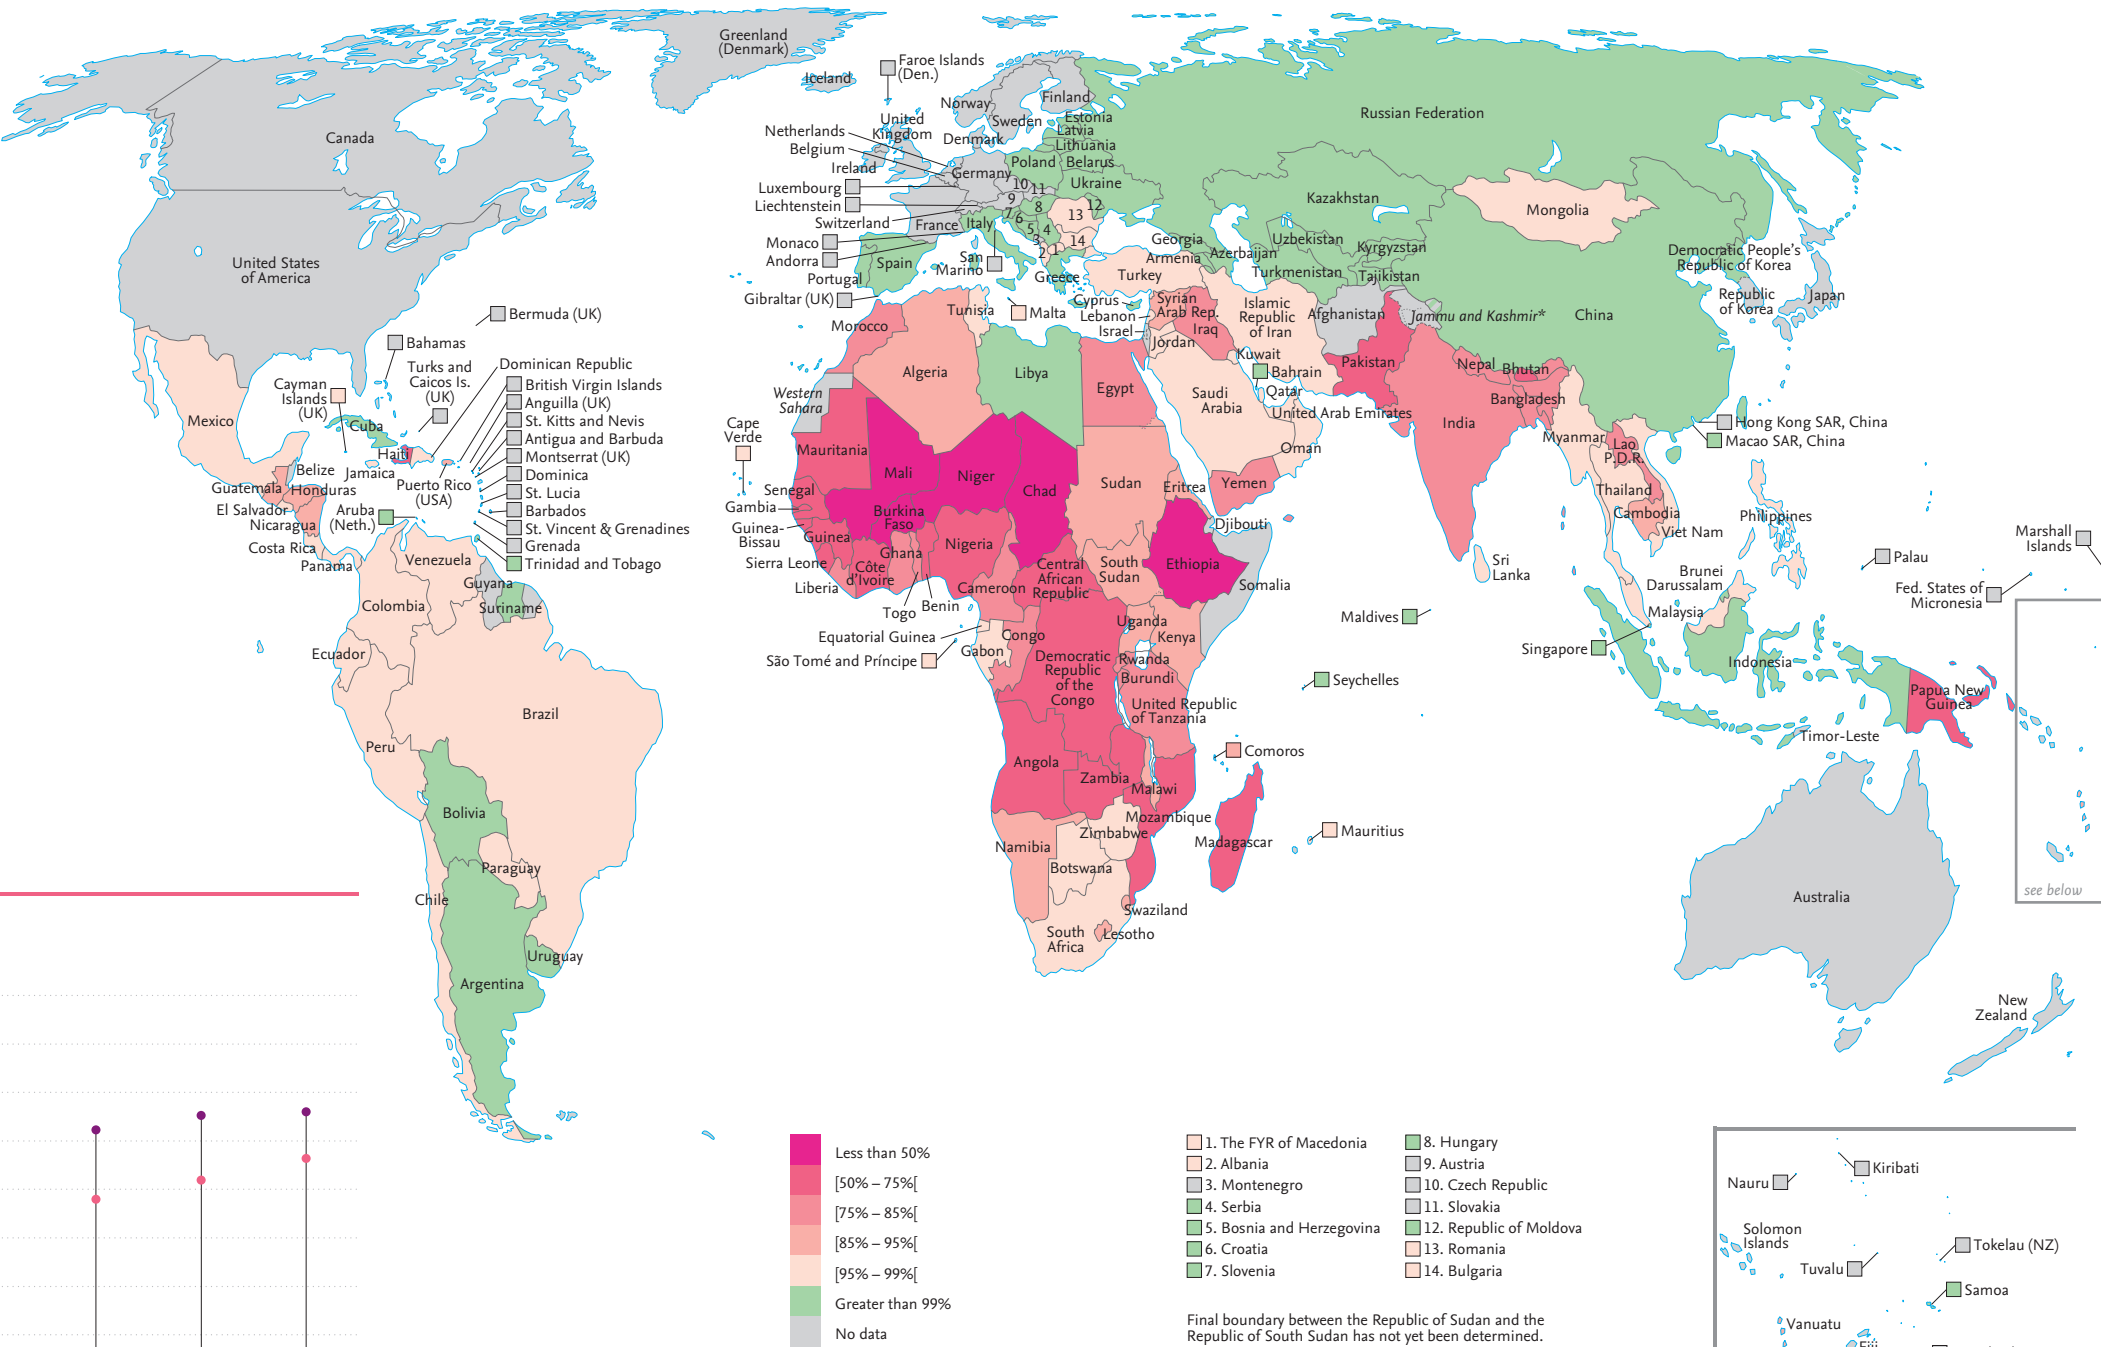 Greenland
(Denmark)
Faroe Islands
(Den.)
Iceland
Norway
Finland
Sweden
Estonia
Latvia
Lithuania
United
Kingdom
Denmark
Netherlands
Belgium
Ireland
Luxembourg
Liechtenstein
Switzerland
Monaco
Andorra
Portugal
Gibraltar (UK)
Germany
Poland
Belarus
Ukraine
10
11
9
8
7
6
5
4
3
2
1
12
13
14
France
Italy
Spain
San
Marino
Greece
Malta
Cyprus
Lebanon
Israel
Russian Federation
Canada
United States
of America
Kazakhstan
Mongolia
Georgia
Armenia
Azerbaijan
Turkey
Uzbekistan
Kyrgyzstan
Turkmenistan
Tajikistan
Democratic People's
Republic of Korea
Republic
of Korea
Japan
China
Jammu and Kashmir*
Afghanistan
Islamic
Republic
of Iran
Syrian
Arab Rep.
Iraq
Jordan
Kuwait
Bahrain
Qatar
Saudi
Arabia
United Arab Emirates
Oman
Yemen
Pakistan
Nepal
Bhutan
Bangladesh
India
Myanmar
Lao
P.D.R.
Thailand
Cambodia
Viet Nam
Philippines
Hong Kong SAR, China
Macao SAR, China
Sri
Lanka
Brunei
Darussalam
Malaysia
Singapore
Indonesia
Maldives
Palau
Fed. States of
Micronesia
Marshall
Islands
Papua New
Guinea
Timor-Leste
Australia
New
Zealand
see below
Bermuda (UK)
Bahamas
Turks and
Caicos Is.
(UK)
Dominican Republic
British Virgin Islands
Anguilla (UK)
St. Kitts and Nevis
Antigua and Barbuda
Montserrat (UK)
Dominica
St. Lucia
Barbados
St. Vincent & Grenadines
Grenada
Trinidad and Tobago
Cayman
Islands
(UK)
Mexico
Cuba
Haiti
Belize
Jamaica
Puerto Rico
(USA)
Guatemala
Honduras
El Salvador
Nicaragua
Aruba
(Neth.)
Costa Rica
Panama
Venezuela
Guyana
Suriname
Colombia
Ecuador
Brazil
Peru
Bolivia
Paraguay
Chile
Uruguay
Argentina
Morocco
Tunisia
Algeria
Libya
Egypt
Western
Sahara
Cape
Verde
Mauritania
Mali
Niger
Chad
Sudan
Eritrea
Djibouti
Senegal
Gambia
Guinea-
Bissau
Guinea
Sierra Leone
Liberia
Burkina
Faso
Ghana
Côte
d'Ivoire
Togo
Benin
Nigeria
Cameroon
Central
African
Republic
South
Sudan
Ethiopia
Somalia
Equatorial Guinea
São Tomé and Príncipe
Gabon
Congo
Democratic
Republic
of the
Congo
Uganda
Kenya
Rwanda
Burundi
United Republic
of Tanzania
Seychelles
Comoros
Angola
Zambia
Malawi
Mozambique
Zimbabwe
Madagascar
Mauritius
Namibia
Botswana
Swaziland
South
Africa
Lesotho
Less than 50%
[50% – 75%[
[75% – 85%[
[85% – 95%[
[95% – 99%[
Greater than 99%
No data
1. The FYR of Macedonia
2. Albania
3. Montenegro
4. Serbia
5. Bosnia and Herzegovina
6. Croatia
7. Slovenia
8. Hungary
9. Austria
10. Czech Republic
11. Slovakia
12. Republic of Moldova
13. Romania
14. Bulgaria
Final boundary between the Republic of Sudan and the
Republic of South Sudan has not yet been determined.
Kiribati
Nauru
Solomon
Islands
Tokelau (NZ)
Tuvalu
Samoa
Vanuatu
Fiji